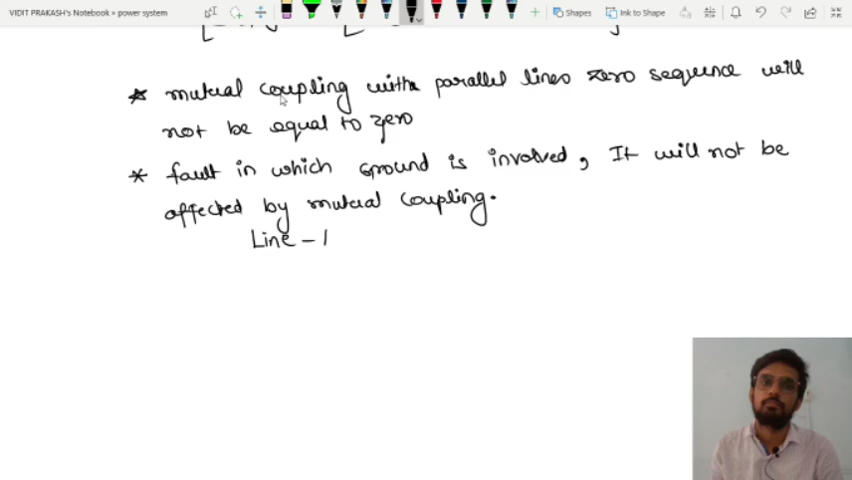 VIDIT PRAKASH's Notebook » power system
Shapes
Ink to Shape
* mutual coupling with parallel lines zero sequence will
not be equal to zero
* fault in which ground is involved, It will not be
affected by mutual coupling.
Line - 1